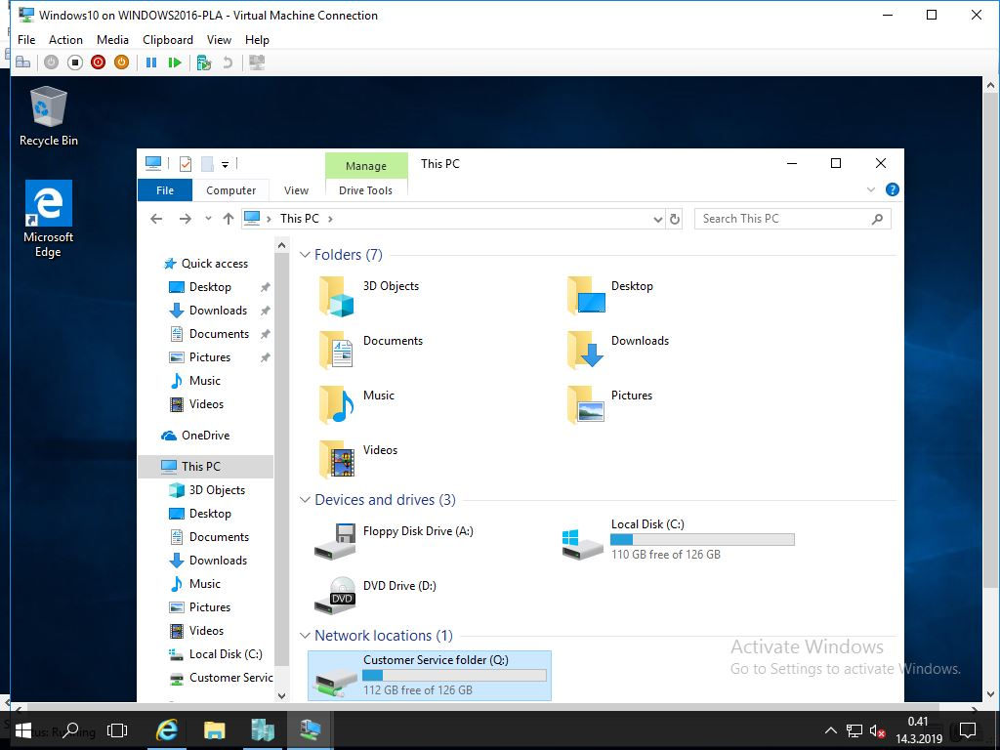 Windows10 on WINDOWS2016-PLA - Virtual Machine Connection
File Action Media Clipboard View Help
Recycle Bin
Microsoft
Edge
Manage
This PC
File
Computer
View
Drive Tools
This PC
Search This PC
Quick access
Desktop
Downloads
Documents
Pictures
Music
Videos
OneDrive
This PC
3D Objects
Desktop
Documents
Downloads
Music
Pictures
Videos
Local Disk (C:)
Customer Servic
Folders (7)
3D Objects
Desktop
Documents
Downloads
Music
Pictures
Videos
Devices and drives (3)
Floppy Disk Drive (A:)
Local Disk (C:)
110 GB free of 126 GB
DVD
DVD Drive (D:)
Network locations (1)
Customer Service folder (Q:)
112 GB free of 126 GB
Activate Windows
Go to Settings to activate Windows.
0.41
14.3.2019